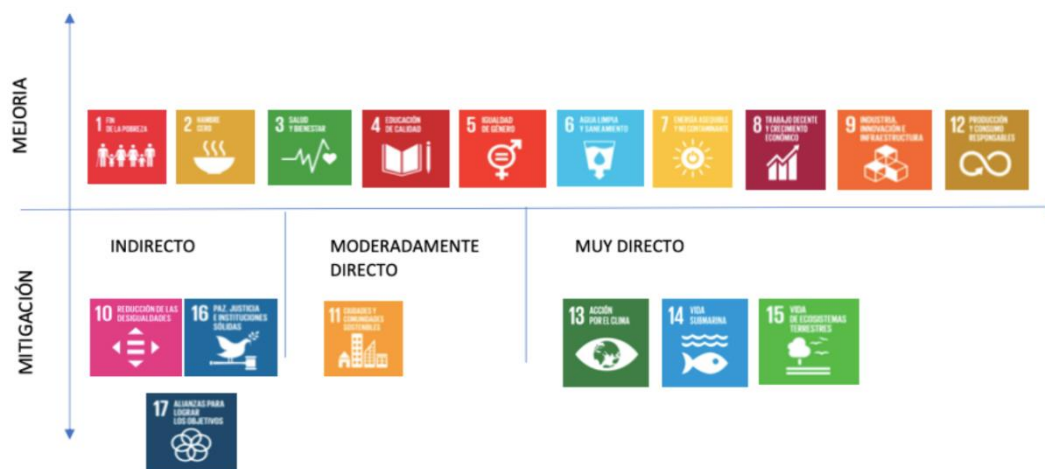 MEJORIA
1 FIN
DE LA POBREZA
2 HAMBRE
CERO
3 SALUD
Y BIENESTAR
4 EDUCACIÓN
DE CALIDAD
5 IGUALDAD
DE GÉNERO
6 AGUA LIMPIA
Y SANEAMIENTO
7 ENERGÍA ASEQUIBLE
Y NO CONTAMINANTE
8 TRABAJO DECENTE
Y CRECIMIENTO
ECONÓMICO
9 INDUSTRIA,
INNOVACIÓN E
INFRAESTRUCTURA
12 PRODUCCIÓN
Y CONSUMO
RESPONSABLES
MITIGACIÓN
INDIRECTO
MODERADAMENTE
DIRECTO
MUY DIRECTO
10 REDUCCIÓN DE LAS
DESIGUALDADES
16 PAZ, JUSTICIA
E INSTITUCIONES
SÓLIDAS
11 CIUDADES Y
COMUNIDADES
SOSTENIBLES
13 ACCIÓN
POR EL CLIMA
14 VIDA
SUBMARINA
15 VIDA
DE ECOSISTEMAS
TERRESTRES
17 ALIANZAS PARA
LOGRAR
LOS OBJETIVOS